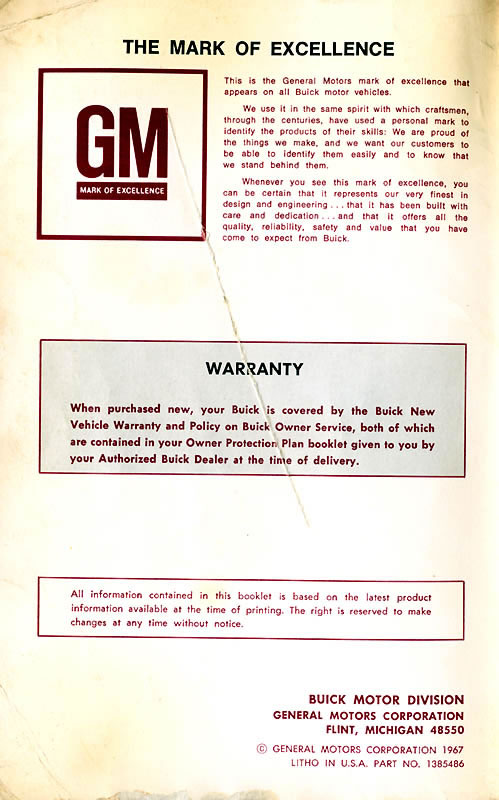 THE MARK OF EXCELLENCE
GM
MARK OF EXCELLENCE
This is the General Motors mark of excellence that
appears on all Buick motor vehicles.
We use it in the same spirit with which craftsmen,
through the centuries, have used a personal mark to
identify the products of their skills: We are proud of
the things we make, and we want our customers to
be able to identify them easily and to know that
we stand behind them.
Whenever you see this mark of excellence, you
can be certain that it represents our very finest in
design and engineering . . . that it has been built with
care and dedication . . . and that it offers all the
quality, reliability, safety and value that you have
come to expect from Buick.
WARRANTY
When purchased new, your Buick is covered by the Buick New
Vehicle Warranty and Policy on Buick Owner Service, both of which
are contained in your Owner Protection Plan booklet given to you by
your Authorized Buick Dealer at the time of delivery.
All information contained in this booklet is based on the latest product
information available at the time of printing. The right is reserved to make
changes at any time without notice.
BUICK MOTOR DIVISION
GENERAL MOTORS CORPORATION
FLINT, MICHIGAN 48550
© GENERAL MOTORS CORPORATION 1967
LITHO IN U.S.A. PART NO. 1385486